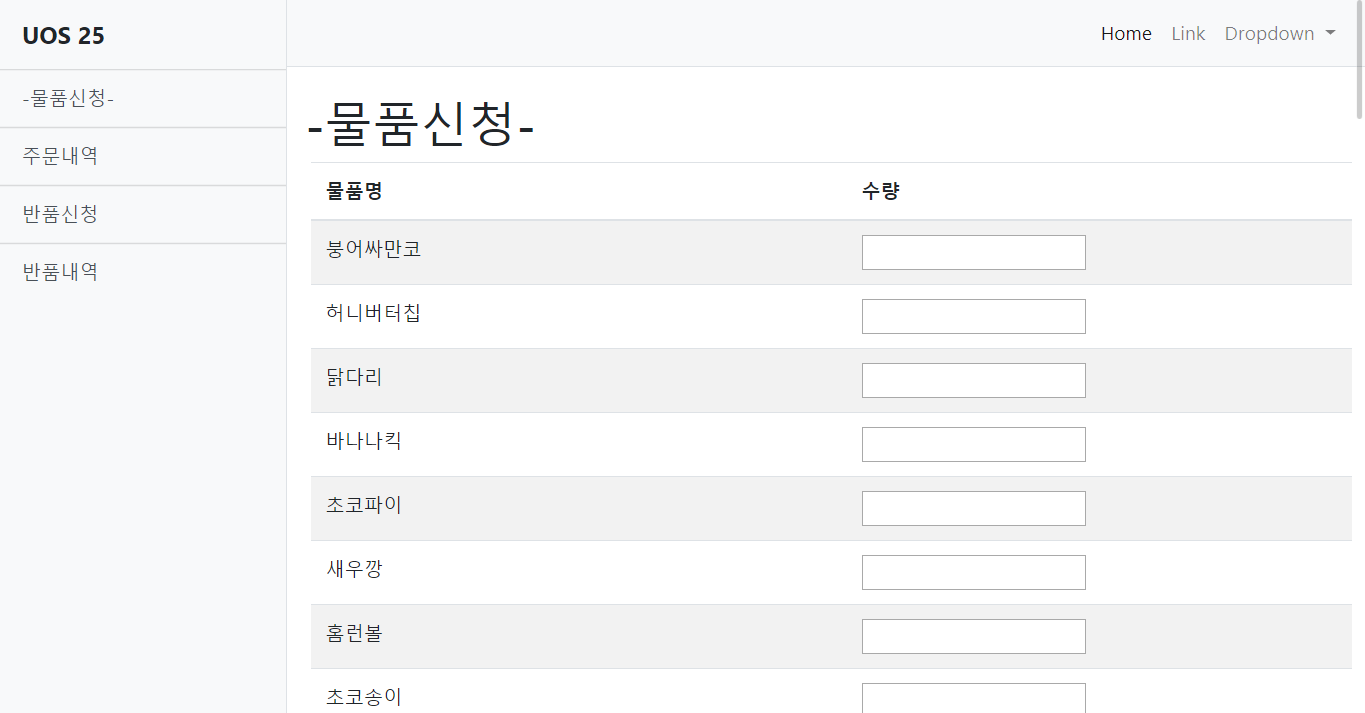 UOS 25
-물품신청-
주문내역
반품신청
반품내역
Home Link Dropdown
-물품신청-
물품명 수량
붕어싸만코
허니버터칩
닭다리
바나나킥
초코파이
새우깡
홈런볼
초코송이